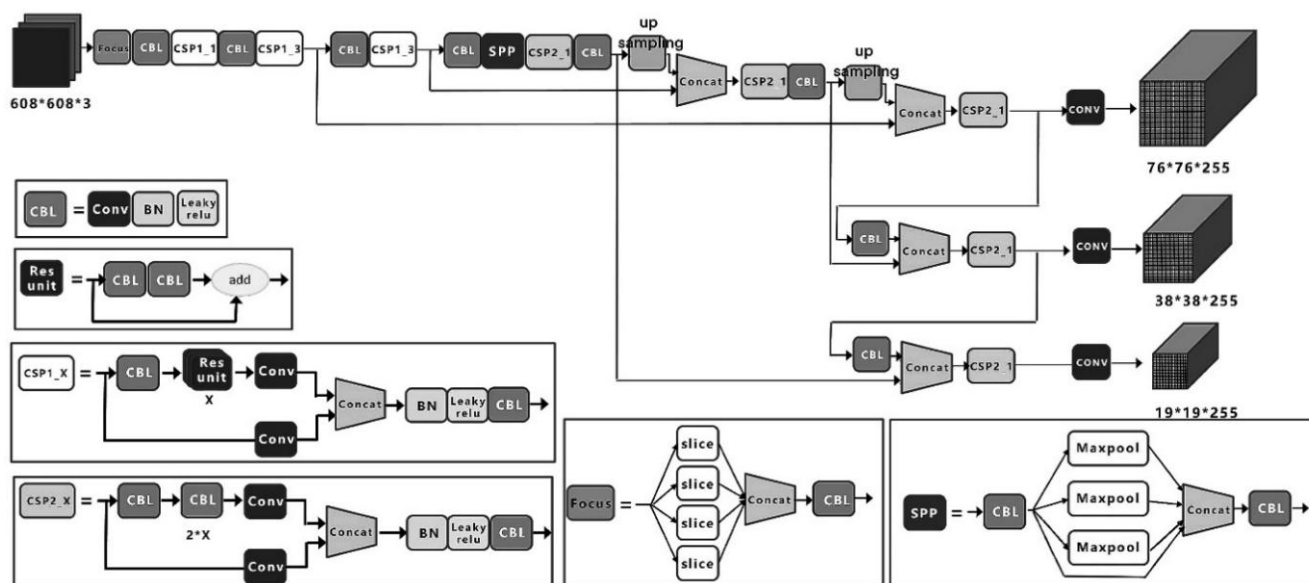 608*608*3
Focus CBL CSP1_1 CBL CSP1_3 CBL CSP1_3 CBL SPP CSP2_1 CBL
up sampling
Concat
CSP2_1 CBL
up sampling
Concat
CSP2_1
CONV
76*76*255
CBL Concat CSP2_1 CONV
38*38*255
CBL Concat CSP2_1 CONV
19*19*255
CBL = Conv BN Leaky relu
Res unit = CBL CBL add
CSP1_X = CBL Res unit Conv
X
Concat BN Leaky relu CBL
Conv
CSP2_X = CBL CBL Conv
2*X
Concat BN Leaky relu CBL
Conv
Focus =
slice
slice
slice
slice
Concat CBL
SPP = CBL
Maxpool
Maxpool
Maxpool
Concat CBL